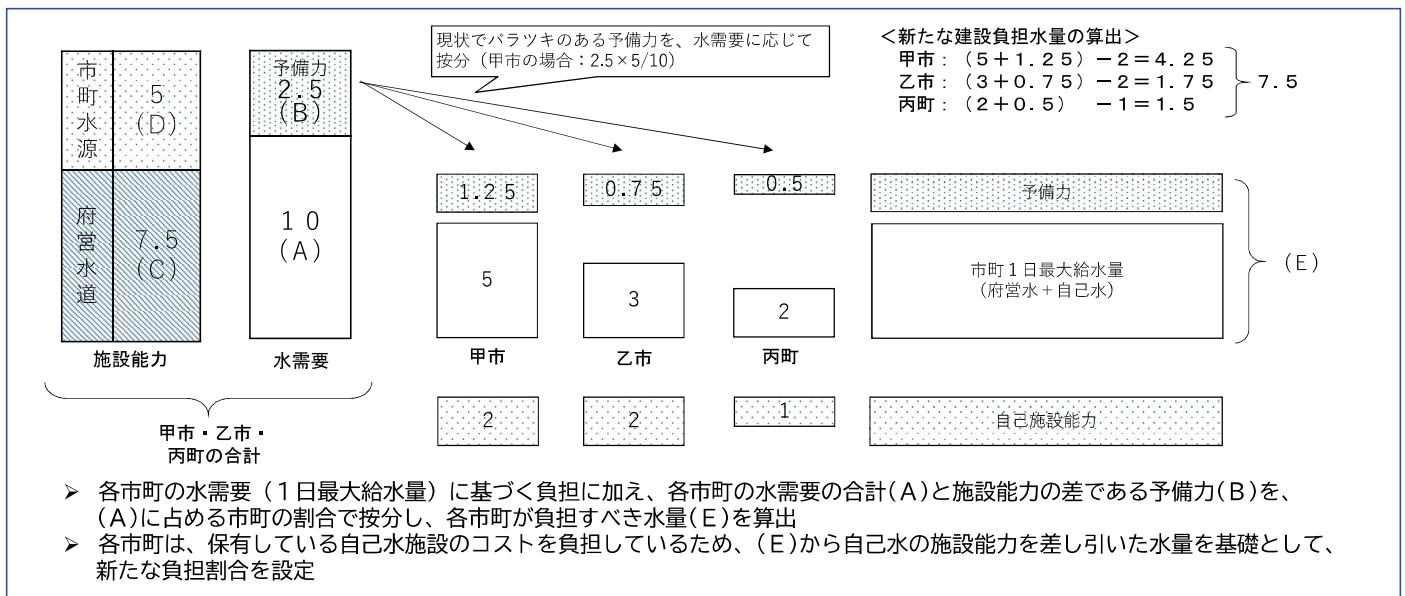 現状でバラツキのある予備力を、水需要に応じて
按分（甲市の場合：2.5×5/10）
＜新たな建設負担水量の算出＞
甲市：（５＋１.２５）－２＝４.２５
乙市：（３＋０.７５）－２＝１.７５
丙町：（２＋０.５）　－１＝１.５
７.５
市町水源
５
(Ｄ)
府営水道
７.５
(Ｃ)
施設能力
予備力
２.５
(Ｂ)
１０
(Ａ)
水需要
甲市・乙市・
丙町の合計
１.２５
０.７５
０.５
予備力
５
３
２
市町１日最大給水量
（府営水＋自己水）
（Ｅ）
甲市
乙市
丙町
２
２
１
自己施設能力
➢ 各市町の水需要（１日最大給水量）に基づく負担に加え、各市町の水需要の合計(Ａ)と施設能力の差である予備力(Ｂ)を、
(Ａ)に占める市町の割合で按分し、各市町が負担すべき水量(Ｅ)を算出
➢ 各市町は、保有している自己水施設のコストを負担しているため、(Ｅ)から自己水の施設能力を差し引いた水量を基礎として、
新たな負担割合を設定